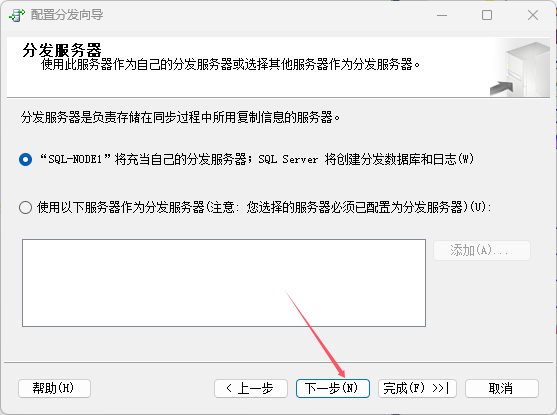 配置分发向导
分发服务器
使用此服务器作为自己的分发服务器或选择其他服务器作为分发服务器。
分发服务器是负责存储在同步过程中所用复制信息的服务器。
“SQL-NODE1”将充当自己的分发服务器；SQL Server 将创建分发数据库和日志(W)
使用以下服务器作为分发服务器(注意: 您选择的服务器必须已配置为分发服务器)(U):
添加(A)...
帮助(H)
< 上一步
下一步(N)
完成(F) >>|
取消